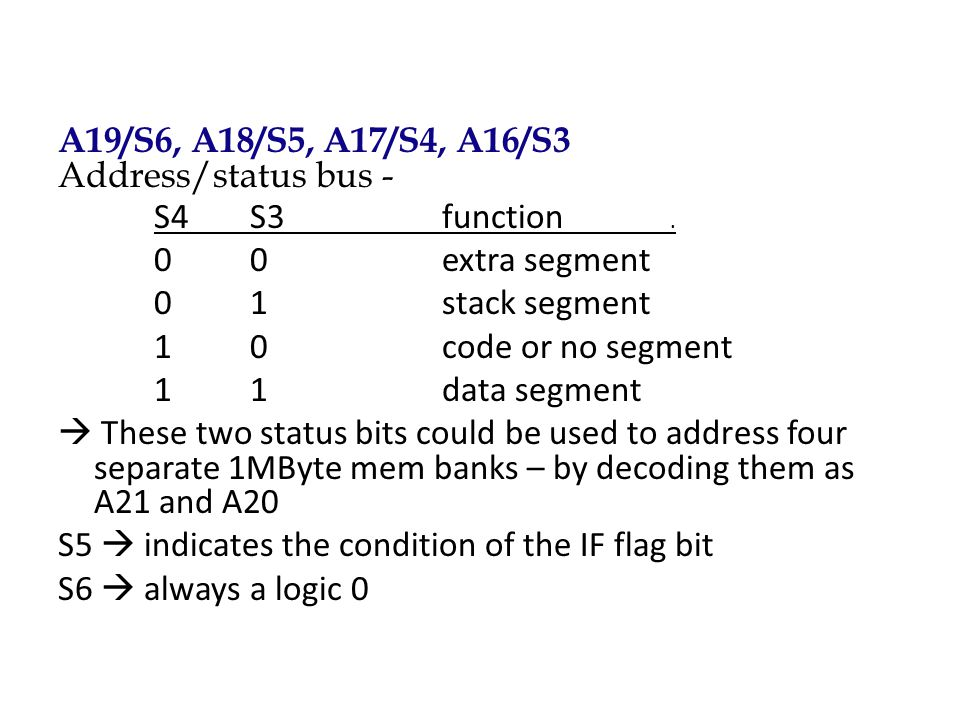 A19/S6, A18/S5, A17/S4, A16/S3
Address/status bus -
S4 S3 function .
0 0 extra segment
0 1 stack segment
1 0 code or no segment
1 1 data segment
→ These two status bits could be used to address four
separate 1MByte mem banks – by decoding them as
A21 and A20
S5 → indicates the condition of the IF flag bit
S6 → always a logic 0